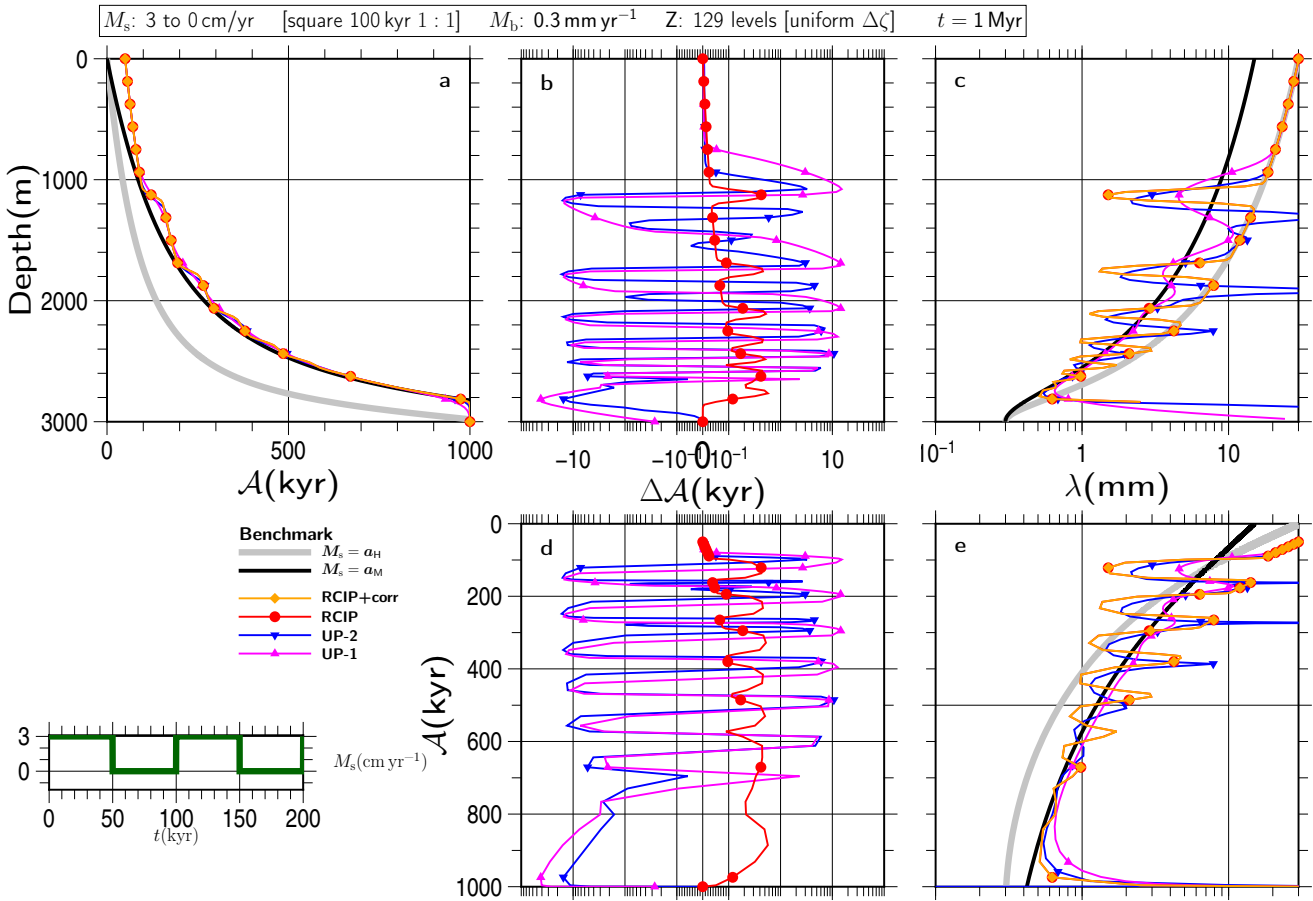 Mₛ: 3 to 0 cm/yr [square 100 kyr 1 : 1] M_b: 0.3 mm yr⁻¹ Z: 129 levels [uniform Δζ] t = 1 Myr
0
1000
2000
3000
Depth(m)
a
b
c
0 500 1000
𝒜(kyr)
−10 −10⁻¹ 0 10⁻¹ 10
Δ𝒜(kyr)
10⁻¹ 1 10
λ(mm)
Benchmark
Mₛ = a_H
Mₛ = a_M
RCIP+corr
RCIP
UP-2
UP-1
0
200
400
600
800
1000
𝒜(kyr)
d
e
3
0
Mₛ(cm yr⁻¹)
0 50 100 150 200
t(kyr)